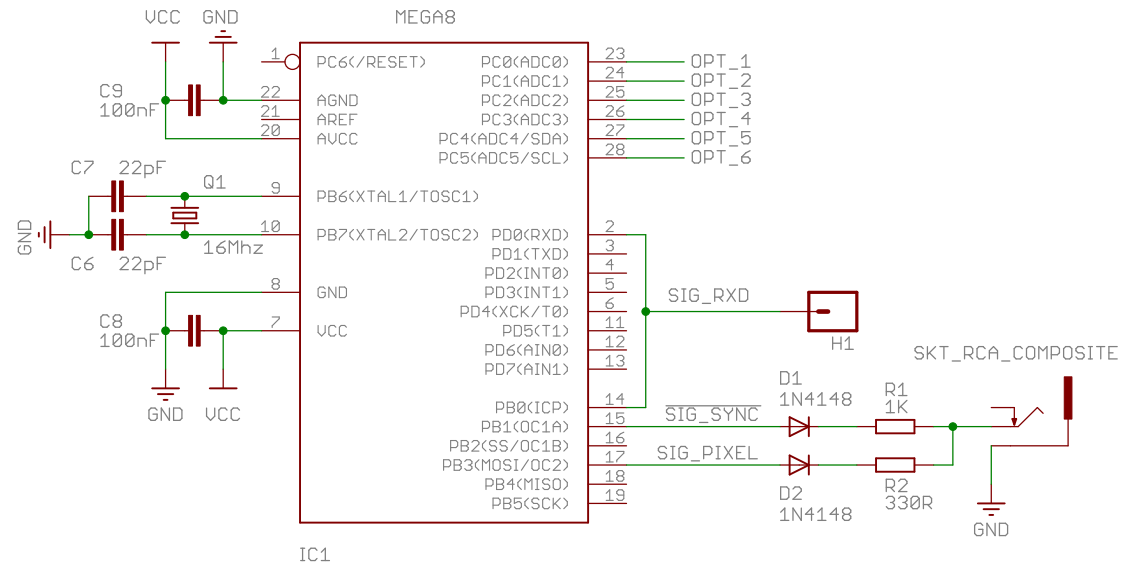 VCC GND
MEGA8
C9
100nF
1 PC6(/RESET)
22 AGND
21 AREF
20 AVCC
C7 22pF
Q1
9 PB6(XTAL1/TOSC1)
GND
10 PB7(XTAL2/TOSC2)
16Mhz
C6 22pF
8 GND
C8
100nF
7 VCC
GND VCC
PC0(ADC0) 23 OPT_1
PC1(ADC1) 24 OPT_2
PC2(ADC2) 25 OPT_3
PC3(ADC3) 26 OPT_4
PC4(ADC4/SDA) 27 OPT_5
PC5(ADC5/SCL) 28 OPT_6
PD0(RXD) 2
PD1(TXD) 3
PD2(INT0) 4
PD3(INT1) 5
PD4(XCK/T0) 6
PD5(T1) 11
PD6(AIN0) 12
PD7(AIN1) 13
SIG_RXD
H1
PB0(ICP) 14
PB1(OC1A) 15
PB2(SS/OC1B) 16
PB3(MOSI/OC2) 17
PB4(MISO) 18
PB5(SCK) 19
SIG_SYNC
SIG_PIXEL
D1
1N4148
R1
1K
D2
1N4148
R2
330R
SKT_RCA_COMPOSITE
GND
IC1